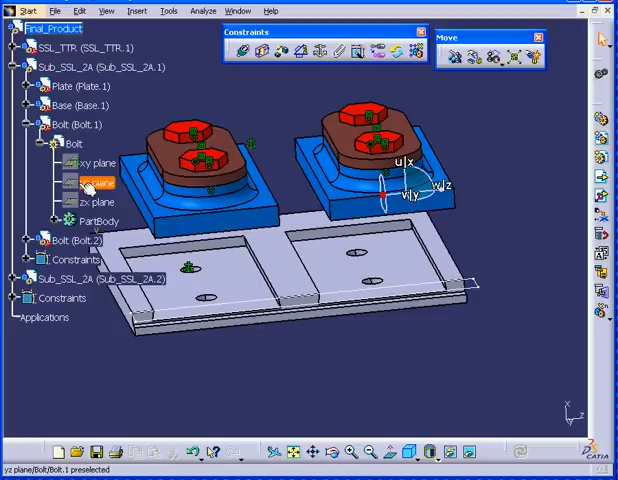 Start File Edit View Insert Tools Analyze Window Help
Final_Product
SSL_TTR (SSL_TTR.1)
Sub_SSL_2A (Sub_SSL_2A.1)
Plate (Plate.1)
Base (Base.1)
Bolt (Bolt.1)
Bolt
xy plane
zx plane
PartBody
Bolt (Bolt.2)
Constraints
Sub_SSL_2A (Sub_SSL_2A.2)
Constraints
Applications
Constraints
Move
u|x
w|z
v|y
x
z
CATIA
yz plane/Bolt/Bolt.1 preselected